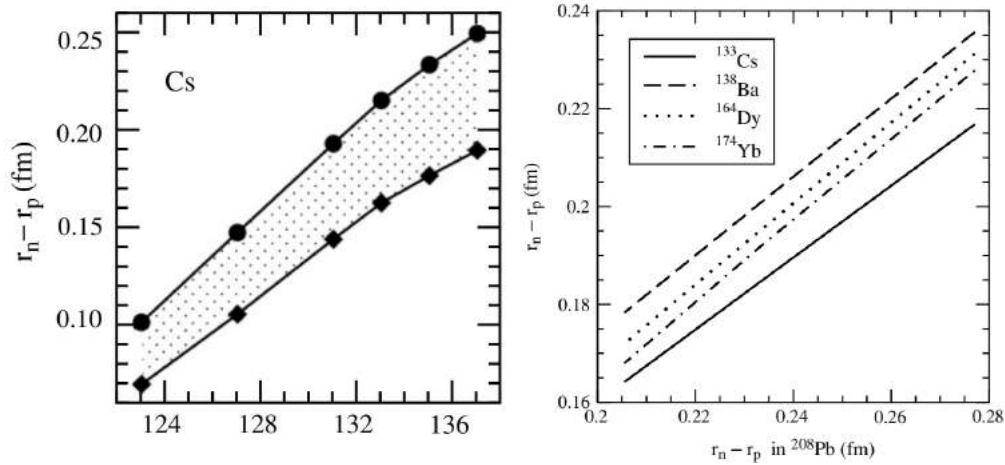 0.25
0.20
0.15
0.10
r_n – r_p (fm)
Cs
124 128 132 136
0.24
0.22
0.2
0.18
0.16
r_n – r_p (fm)
¹³³Cs
¹³⁸Ba
¹⁶⁴Dy
¹⁷⁴Yb
0.2 0.22 0.24 0.26 0.28
r_n – r_p in ²⁰⁸Pb (fm)